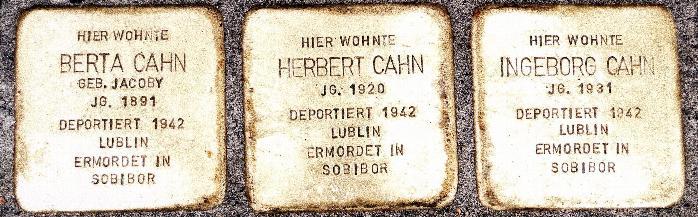 HIER WOHNTE
BERTA CAHN
GEB. JACOBY
JG. 1891
DEPORTIERT 1942
LUBLIN
ERMORDET IN
SOBIBOR
HIER WOHNTE
HERBERT CAHN
JG. 1920
DEPORTIERT 1942
LUBLIN
ERMORDET IN
SOBIBOR
HIER WOHNTE
INGEBORG CAHN
JG. 1931
DEPORTIERT 1942
LUBLIN
ERMORDET IN
SOBIBOR